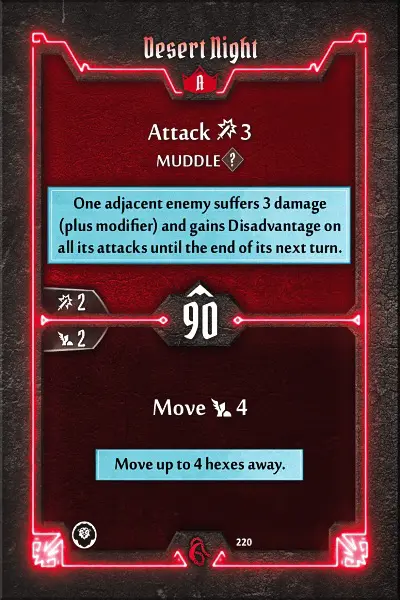 Desert Night
A
Attack 3
MUDDLE ?
One adjacent enemy suffers 3 damage
(plus modifier) and gains Disadvantage on
all its attacks until the end of its next turn.
2
90
2
Move 4
Move up to 4 hexes away.
220